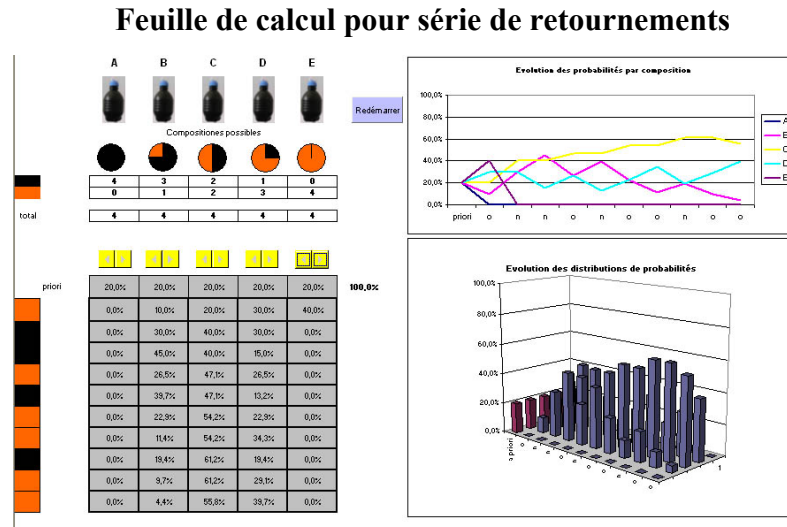 Feuille de calcul pour série de retournements
A B C D E
Redémarrer
Compositiones possibles
4 3 2 1 0
0 1 2 3 4
total 4 4 4 4 4
priori 20,0% 20,0% 20,0% 20,0% 20,0% 100,0%
0,0% 10,0% 20,0% 30,0% 40,0%
0,0% 30,0% 40,0% 30,0% 0,0%
0,0% 45,0% 40,0% 15,0% 0,0%
0,0% 26,5% 47,1% 26,5% 0,0%
0,0% 39,7% 47,1% 13,2% 0,0%
0,0% 22,9% 54,2% 22,9% 0,0%
0,0% 11,4% 54,2% 34,3% 0,0%
0,0% 19,4% 61,2% 19,4% 0,0%
0,0% 9,7% 61,2% 29,1% 0,0%
0,0% 4,4% 55,8% 39,7% 0,0%
Evolution des probabilités par composition
100,0%
80,0%
60,0%
40,0%
20,0%
0,0%
priori o n n o n o o n o o
A
B
C
D
E
Evolution des distributions de probabilités
100,0%
80,0%
60,0%
40,0%
20,0%
0,0%
a priori
o
o
o
o
o
1